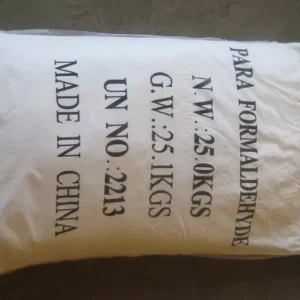 PARA FORMALDEHYDE
N.W.:25.0KGS
G.W.:25.1KGS
UN NO.:2213
MADE IN CHINA